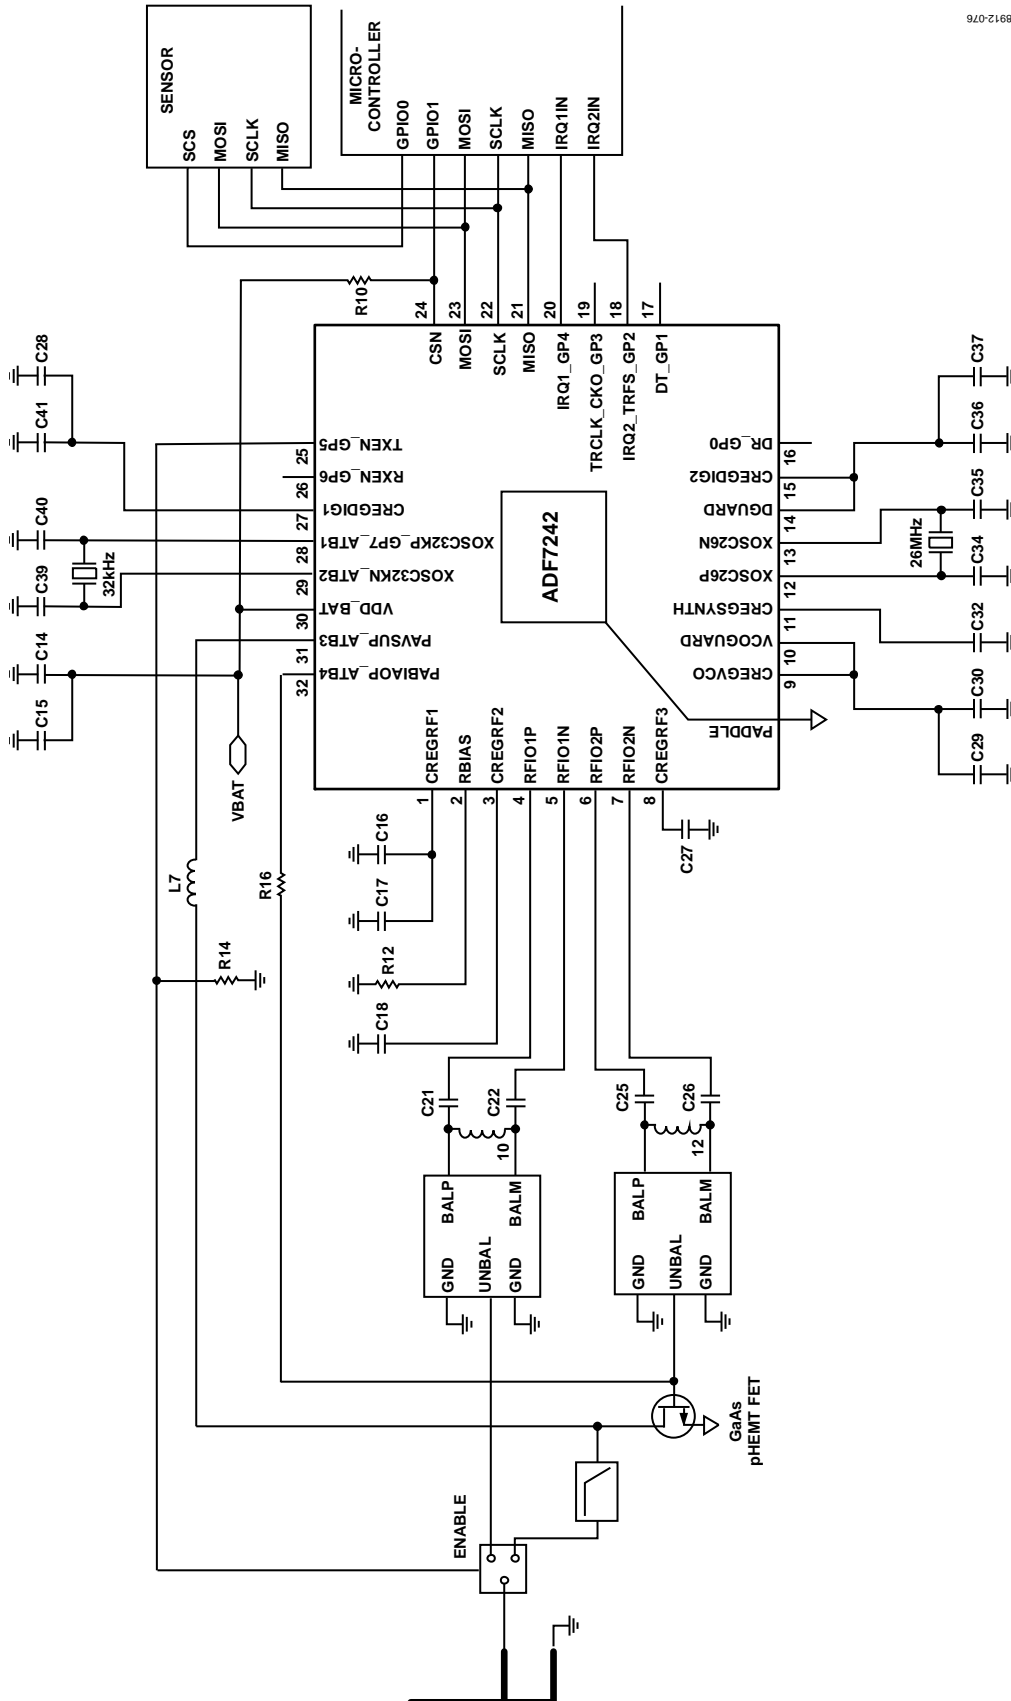 8912-076
SENSOR
SCS
MOSI
SCLK
MISO
MICRO-
CONTROLLER
GPIO0
GPIO1
MOSI
SCLK
MISO
IRQ1IN
IRQ2IN
R10
24
23
22
21
20
19
18
17
CSN
MOSI
SCLK
MISO
IRQ1_GP4
TRCLK_CKO_GP3
IRQ2_TRFS_GP2
DT_GP1
C28
C41
C40
32kHz
C39
C14
C15
25
26
27
28
29
30
31
32
TXEN_GP5
RXEN_GP6
CREGDIG1
XOSC32KP_GP7_ATB1
XOSC32KN_ATB2
VDD_BAT
PAVSUP_ATB3
PABIAOP_ATB4
ADF7242
DR_GP0
CREGDIG2
DGUARD
XOSC26N
XOSC26P
CREGSYNTH
VCOGUARD
CREGVCO
PADDLE
16
15
14
13
12
11
10
9
C37
C36
C35
26MHz
C34
C32
C30
C29
VBAT
CREGRF1
RBIAS
CREGRF2
RFIO1P
RFIO1N
RFIO2P
RFIO2N
CREGRF3
1
2
3
4
5
6
7
8
L7
R16
R14
C16
C17
R12
C18
C27
C21
C22
C25
C26
10
12
BALP
BALM
GND
UNBAL
GND
BALP
BALM
GND
UNBAL
GND
GaAs
pHEMT FET
ENABLE